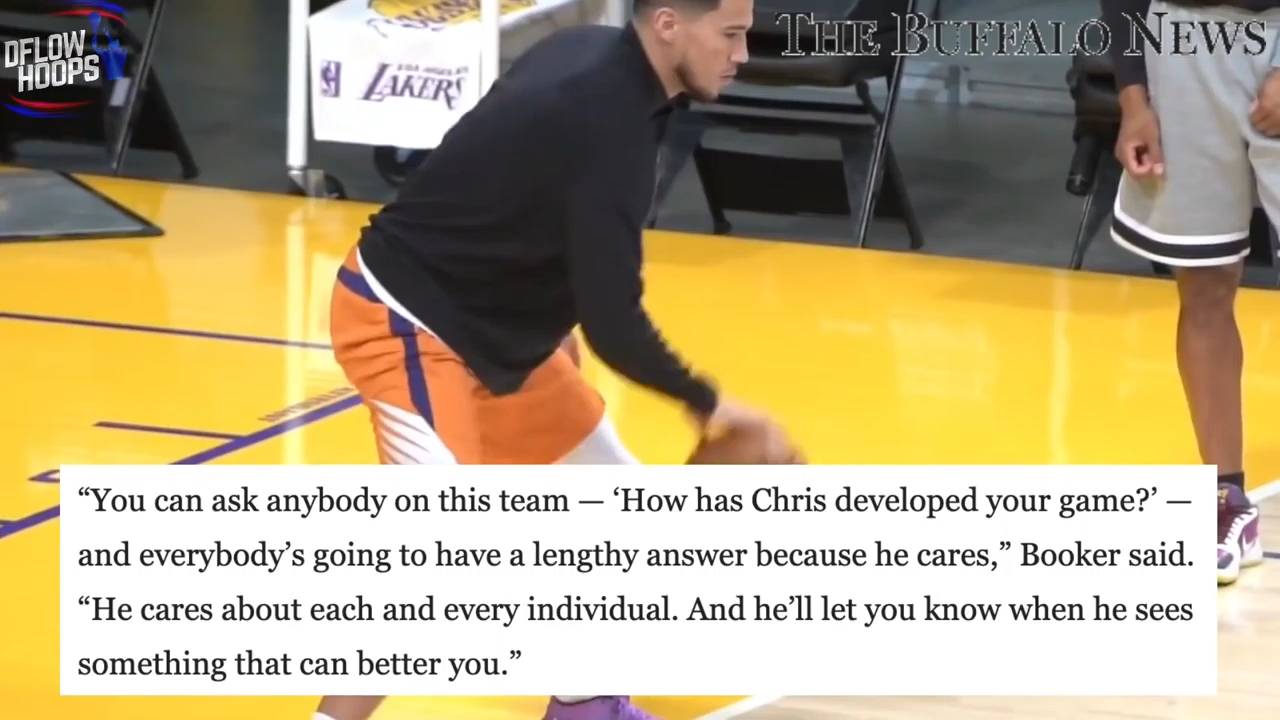 DFLOW
HOOPS
THE BUFFALO NEWS
LOS ANGELES
LAKERS
“You can ask anybody on this team — ‘How has Chris developed your game?’ —
and everybody’s going to have a lengthy answer because he cares,” Booker said.
“He cares about each and every individual. And he’ll let you know when he sees
something that can better you.”